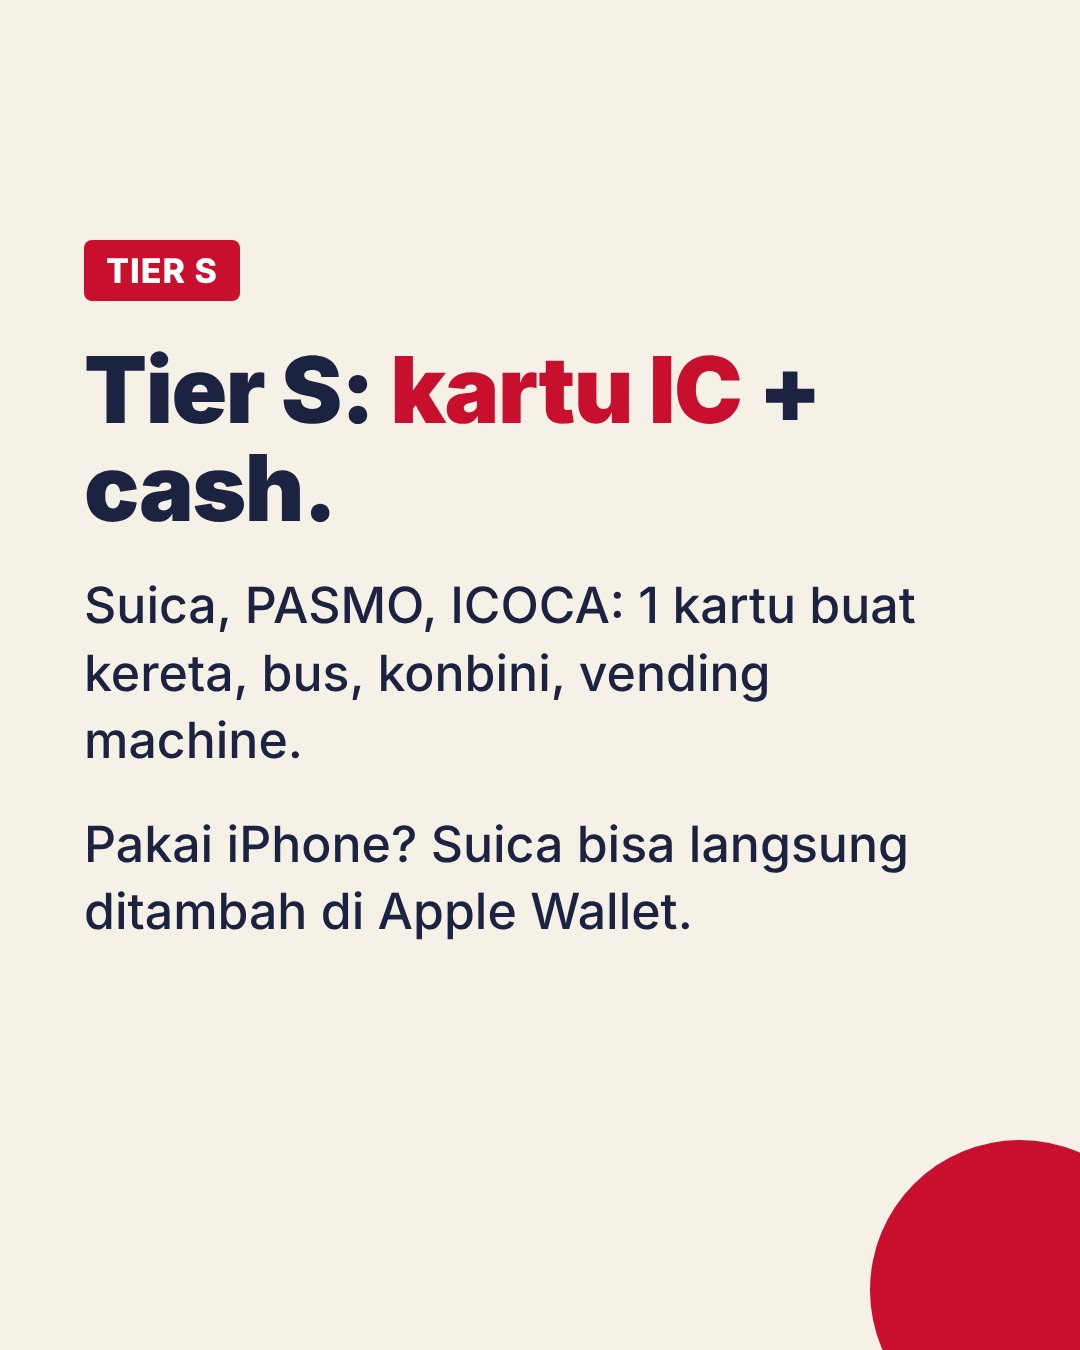 TIER S
Tier S: kartu IC +
cash.
Suica, PASMO, ICOCA: 1 kartu buat
kereta, bus, konbini, vending
machine.
Pakai iPhone? Suica bisa langsung
ditambah di Apple Wallet.